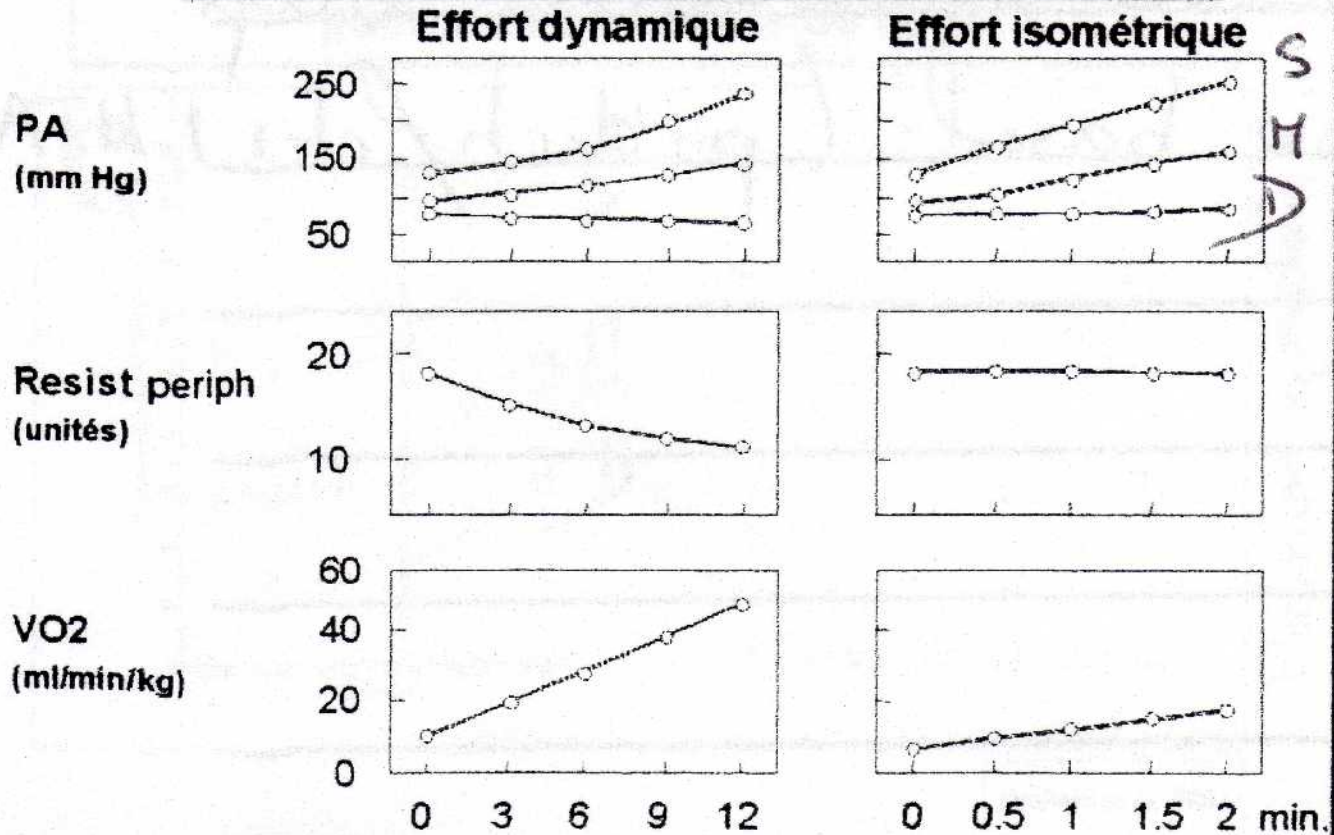 Effort dynamique
Effort isométrique
PA
(mm Hg)
250
150
50
S
M
D
Resist periph
(unités)
20
10
VO2
(ml/min/kg)
60
40
20
0
0 3 6 9 12
0 0.5 1 1.5 2 min.